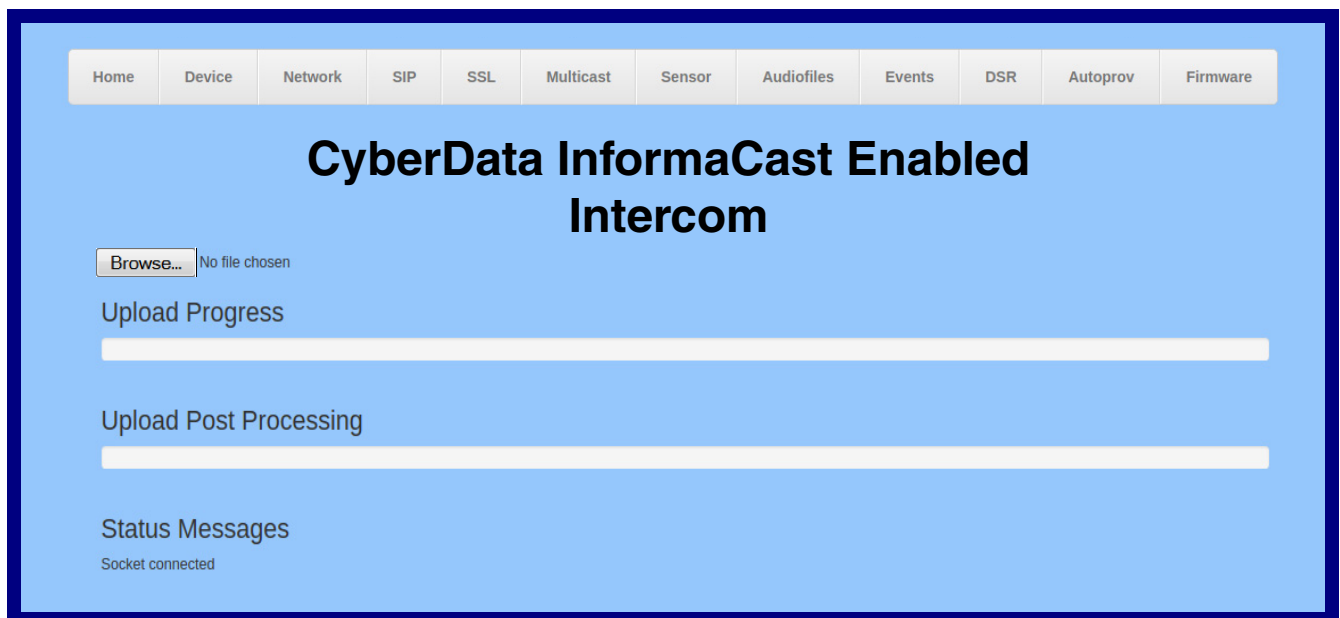 Home Device Network SIP SSL Multicast Sensor Audiofiles Events DSR Autoprov Firmware
CyberData InformaCast Enabled
Intercom
Browse... No file chosen
Upload Progress
Upload Post Processing
Status Messages
Socket connected